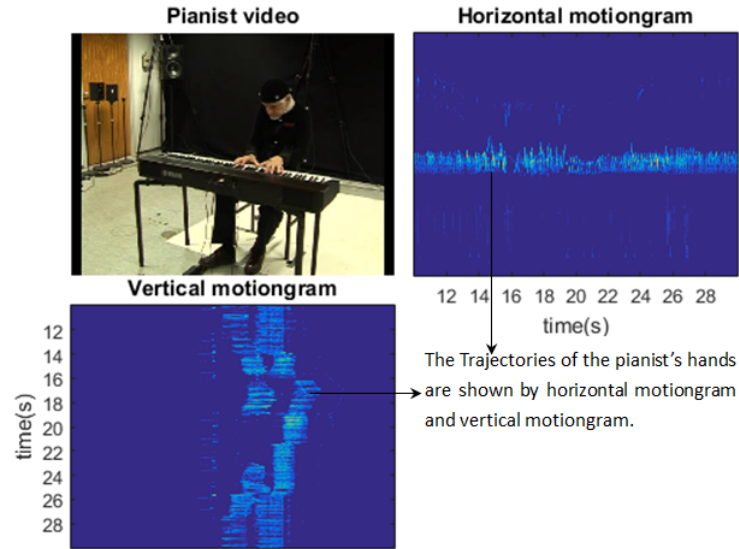 Pianist video
Horizontal motiongram
12 14 16 18 20 22 24 26 28
time(s)
Vertical motiongram
12
14
16
18
20
22
24
26
28
time(s)
The Trajectories of the pianist's hands
are shown by horizontal motiongram
and vertical motiongram.